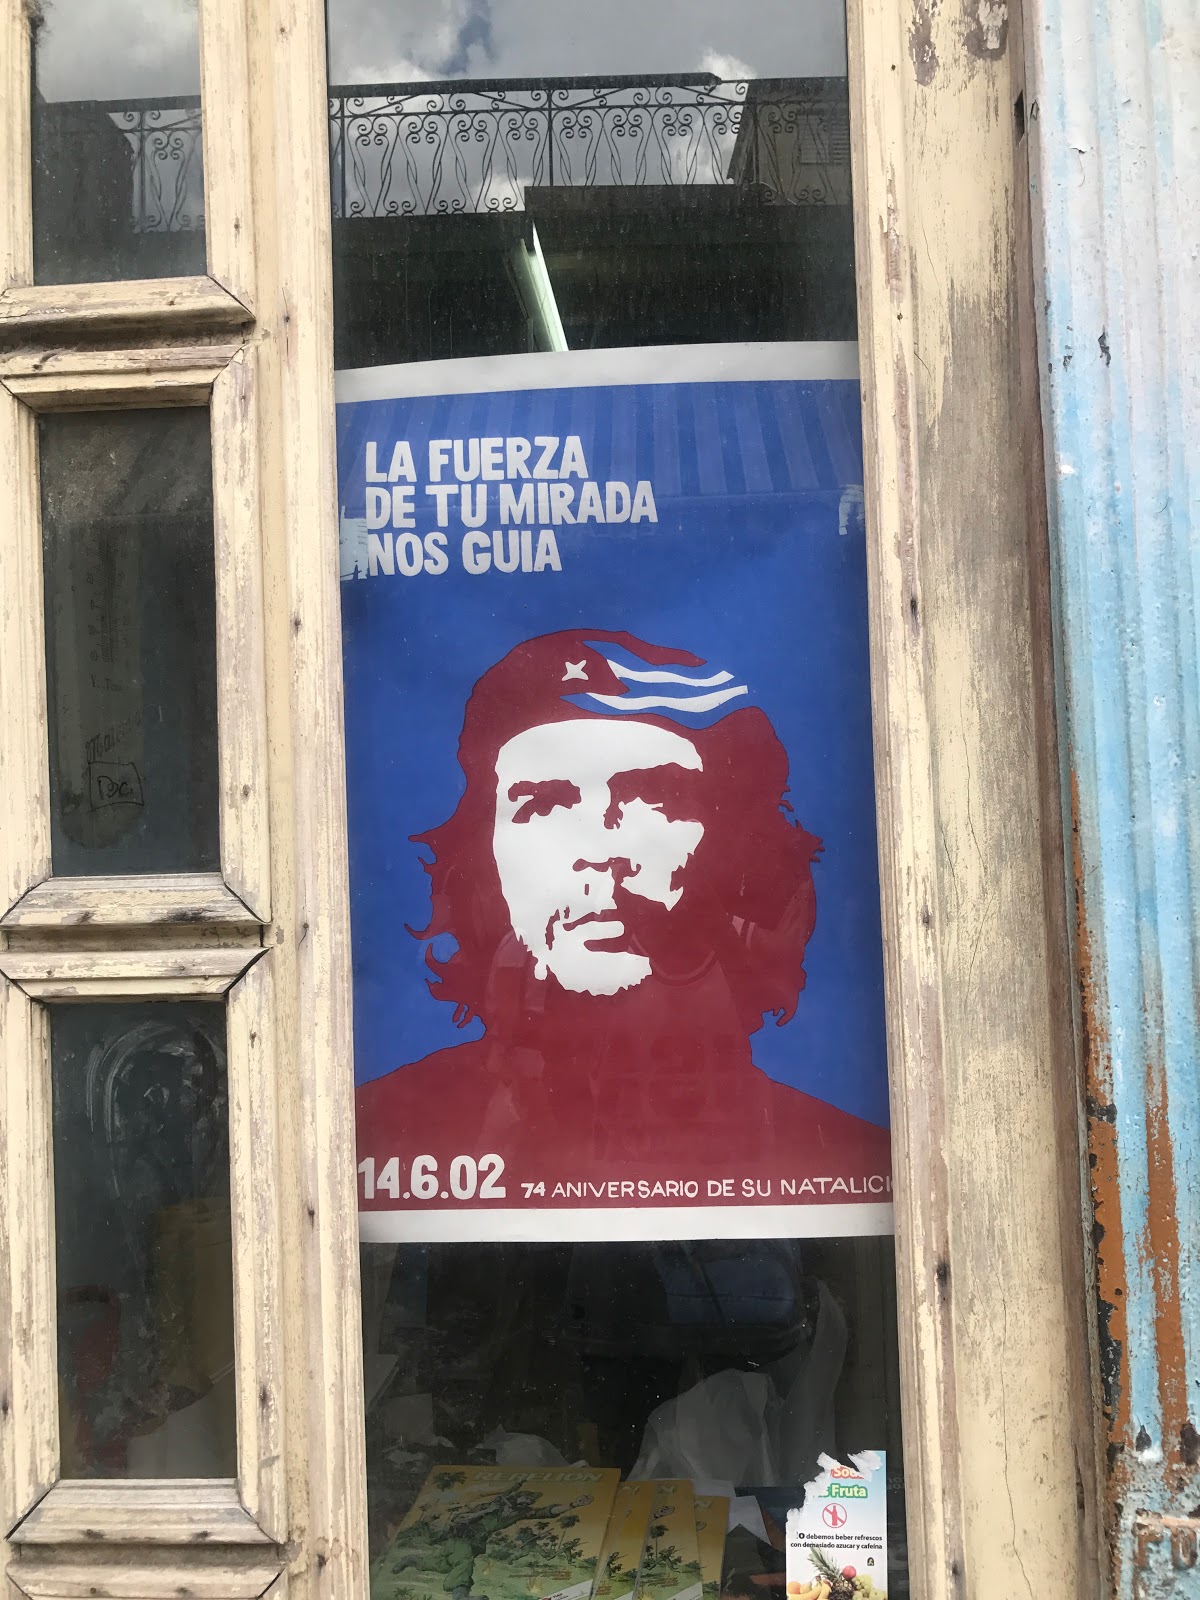 LA FUERZA
DE TU MIRADA
NOS GUIA
14.6.02 74 ANIVERSARIO DE SU NATALICI
REBELION
Fruta
debemos beber refrescos
con demasiado azucar y cafeina